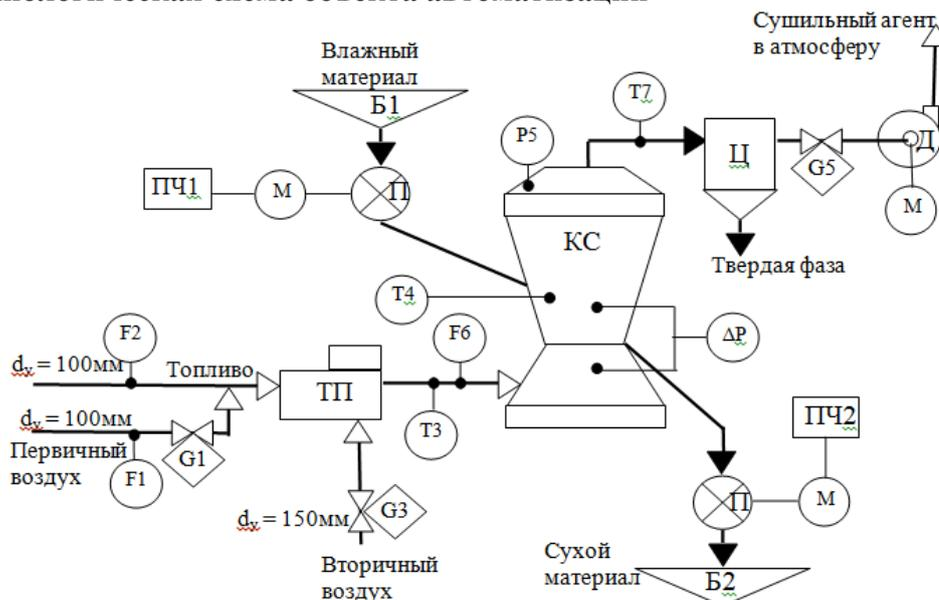 Сушильный агент
в атмосферу
Влажный
материал
Б1
Т7
Р5
ПЧ1
М
П
Ц
G5
Д
М
КС
Твердая фаза
Т4
F2
F6
ΔР
dу = 100мм
Топливо
ТП
dу = 100мм
Первичный
воздух
F1
G1
Т3
ПЧ2
G3
dу = 150мм
П
М
Вторичный
воздух
Сухой
материал
Б2